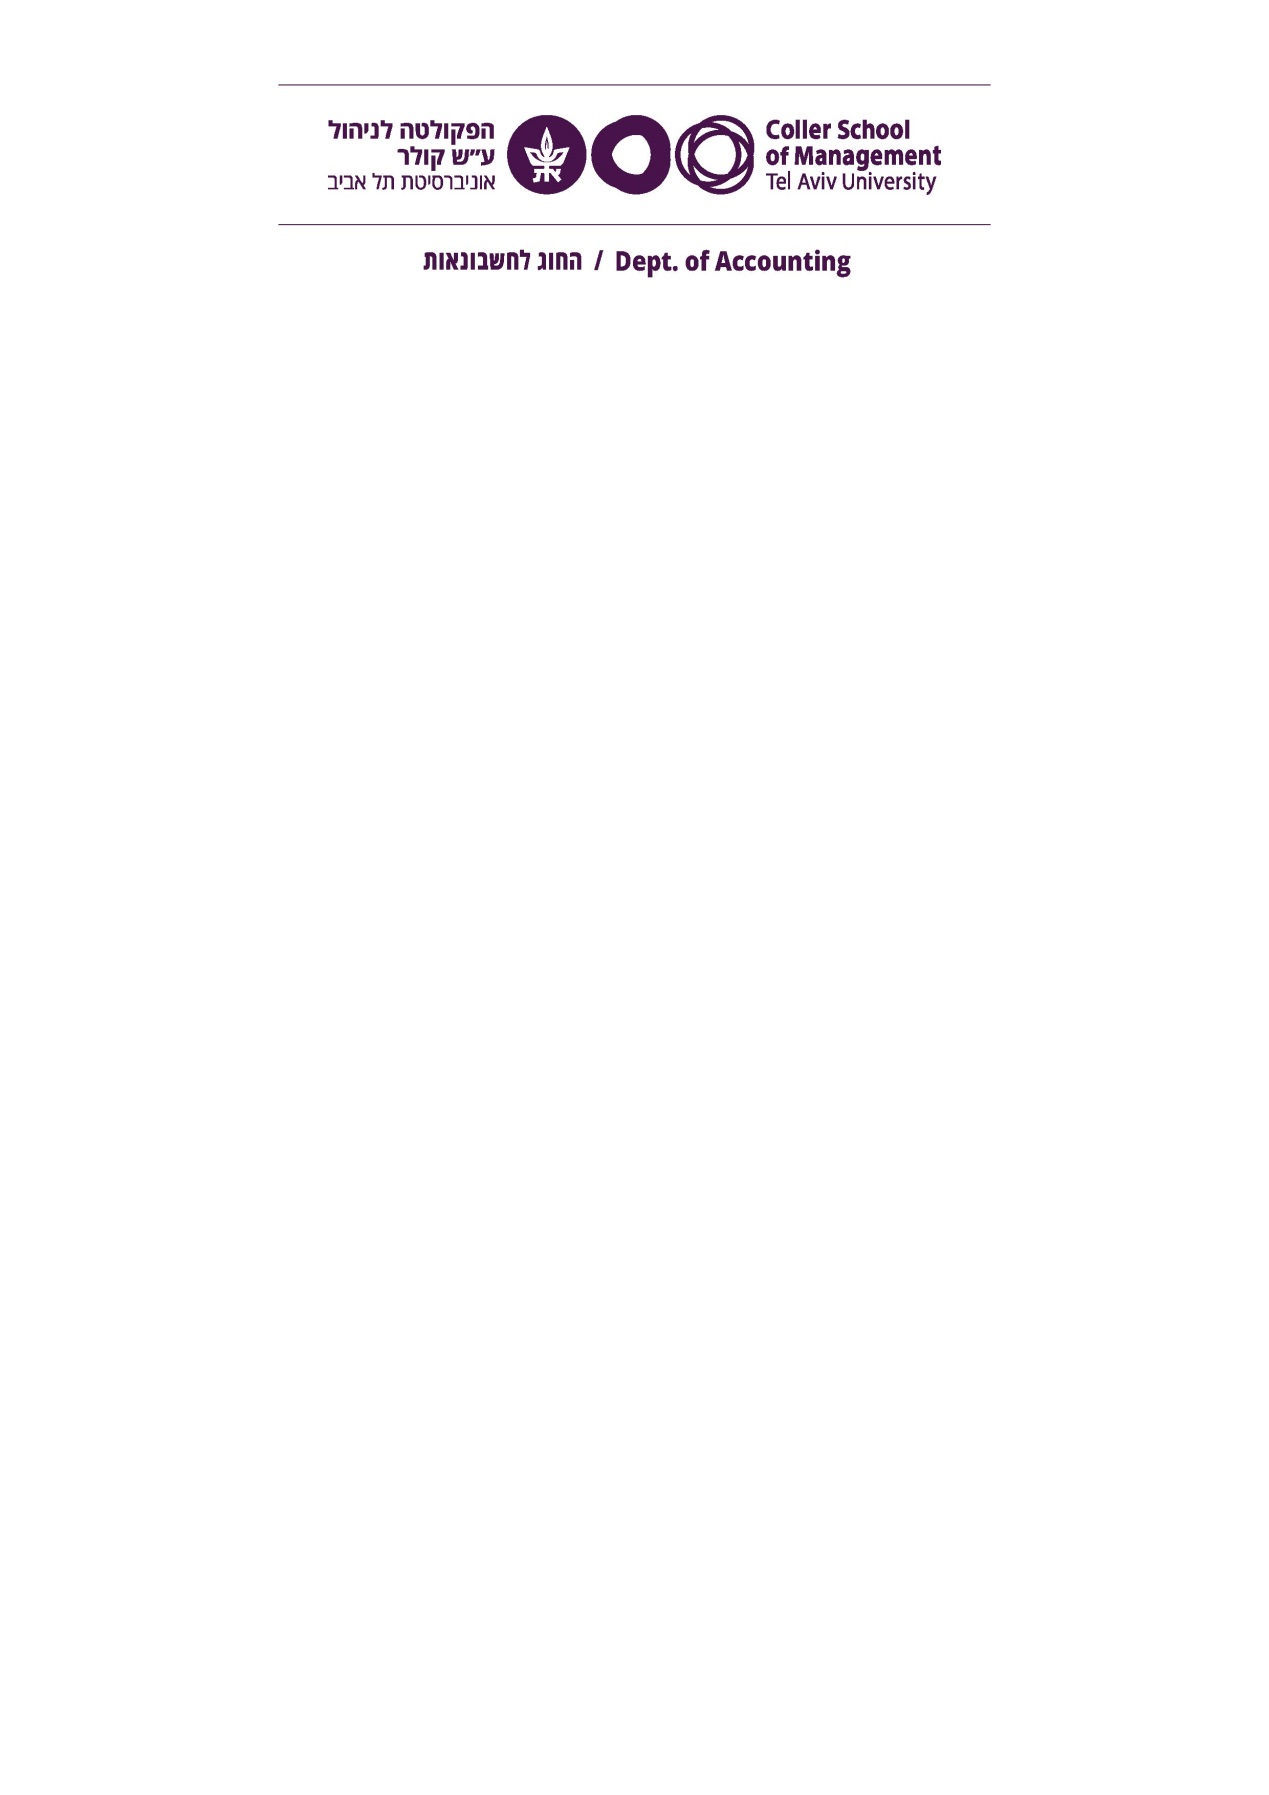 הפקולטה לניהול
ע״ש קולר
אוניברסיטת תל אביב
Coller School
of Management
Tel Aviv University
החוג לחשבונאות / Dept. of Accounting